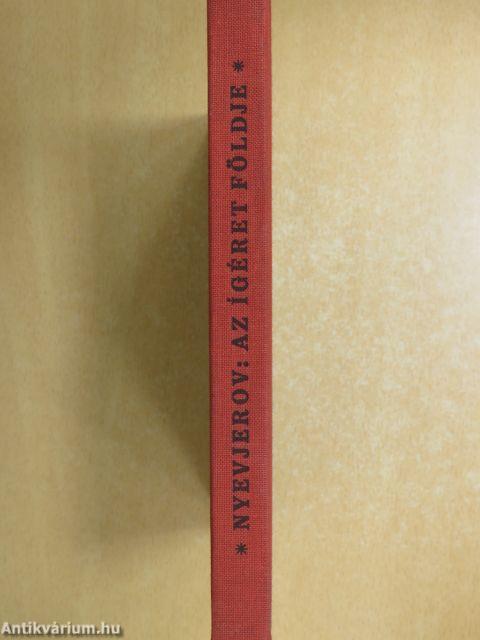 * NYEVJEROV: AZ ÍGÉRET FÖLDJE *
Antikvárium.hu